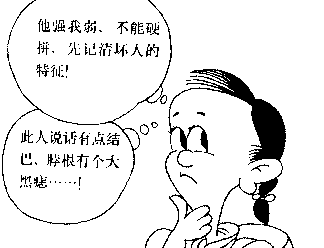 他强我弱、不能硬
拼，先记清坏人的
特征！
此人说话有点结
巴、脖根有个大
黑痣……！